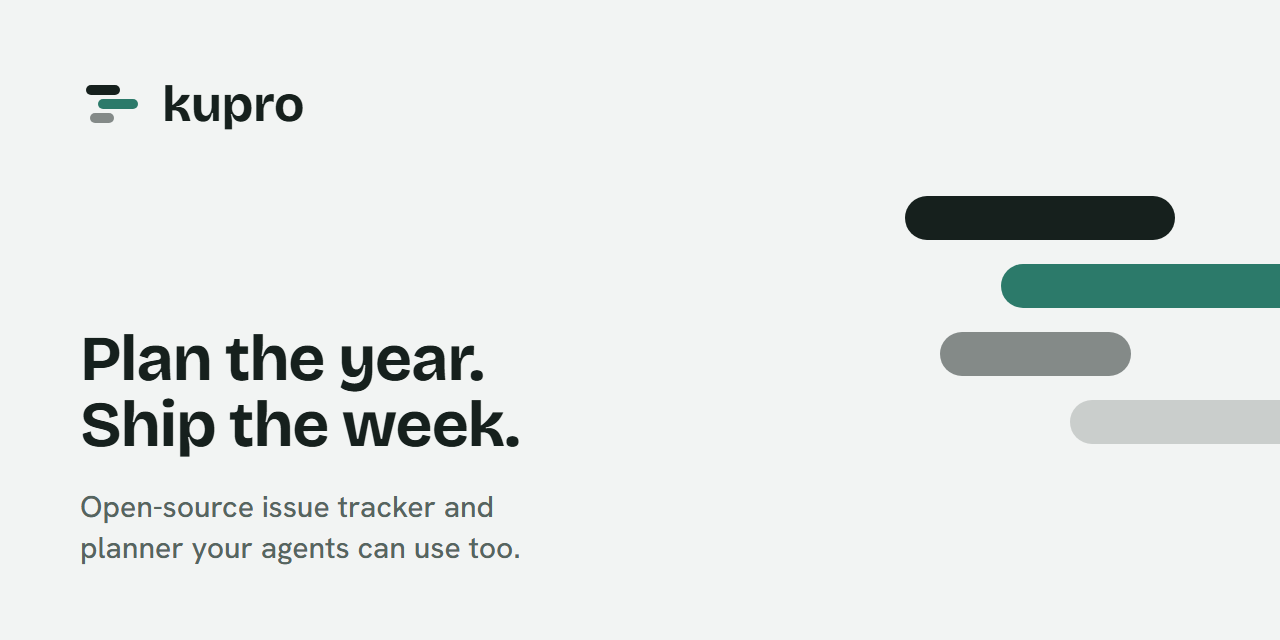 kupro
Plan the year.
Ship the week.
Open-source issue tracker and
planner your agents can use too.